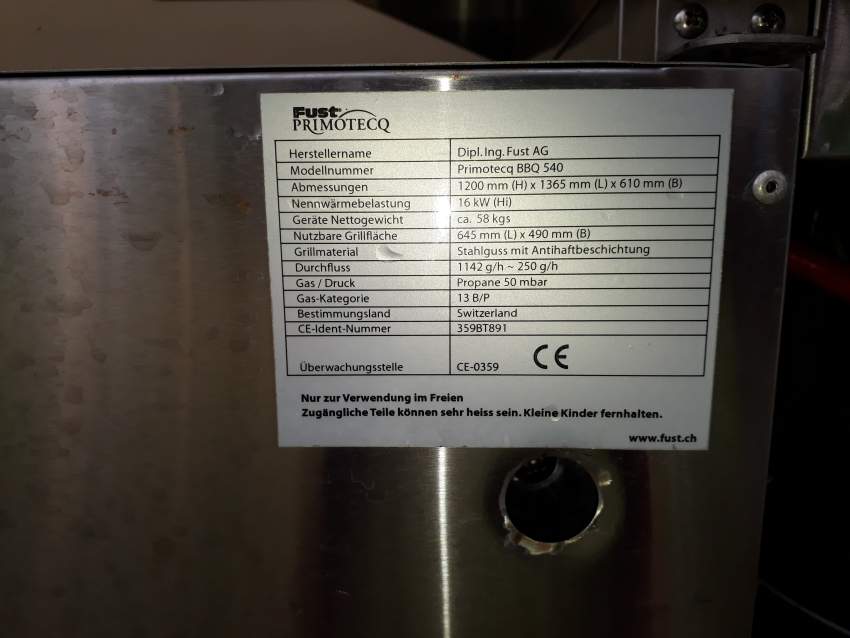 Fust
PRIMOTECQ
Herstellername Dipl.Ing.Fust AG
Modellnummer Primotecq BBQ 540
Abmessungen 1200 mm (H) x 1365 mm (L) x 610 mm (B)
Nennwärmebelastung 16 kW (Hi)
Geräte Nettogewicht ca. 58 kgs
Nutzbare Grillfläche 645 mm (L) x 490 mm (B)
Grillmaterial Stahlguss mit Antihaftbeschichtung
Durchfluss 1142 g/h ~ 250 g/h
Gas / Druck Propane 50 mbar
Gas-Kategorie 13 B/P
Bestimmungsland Switzerland
CE-Ident-Nummer 359BT891
Überwachungsstelle CE-0359 CE
Nur zur Verwendung im Freien
Zugängliche Teile können sehr heiss sein. Kleine Kinder fernhalten.
www.fust.ch